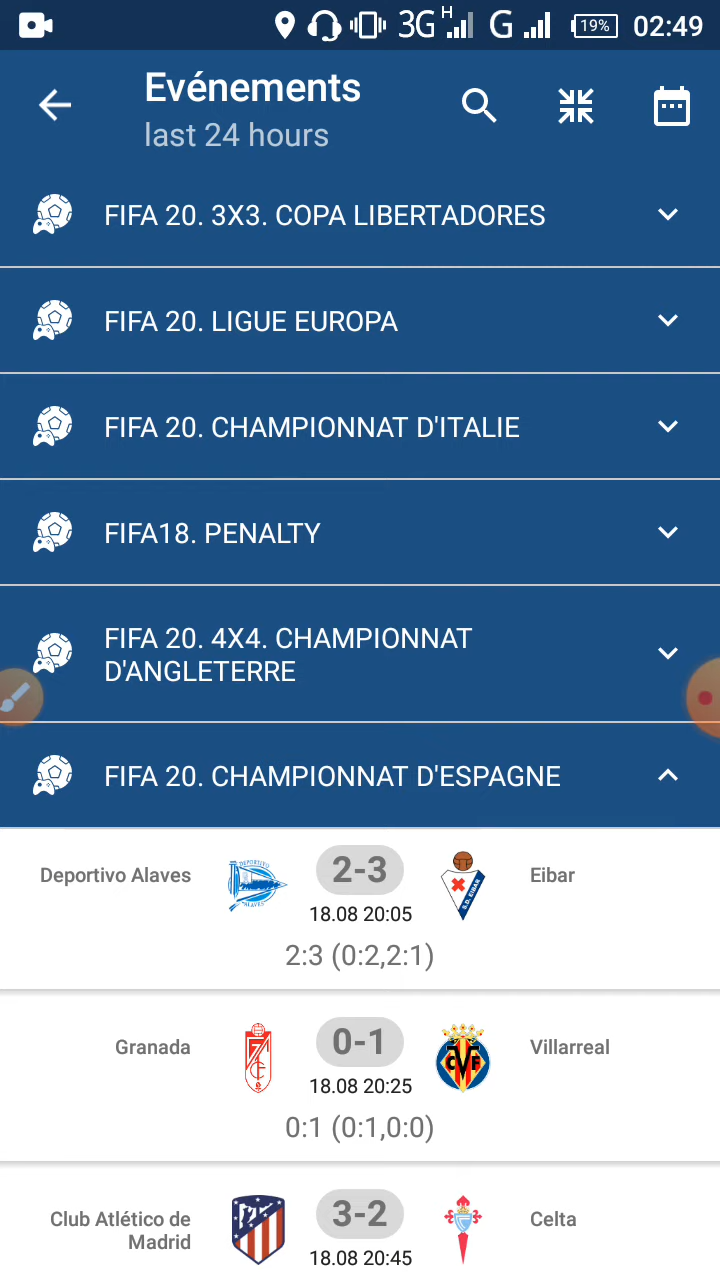 3G H G 19% 02:49
Evénements
last 24 hours
FIFA 20. 3X3. COPA LIBERTADORES
FIFA 20. LIGUE EUROPA
FIFA 20. CHAMPIONNAT D'ITALIE
FIFA18. PENALTY
FIFA 20. 4X4. CHAMPIONNAT
D'ANGLETERRE
FIFA 20. CHAMPIONNAT D'ESPAGNE
Deportivo Alaves 2-3 Eibar
18.08 20:05
2:3 (0:2,2:1)
Granada 0-1 Villarreal
18.08 20:25
0:1 (0:1,0:0)
Club Atlético de
Madrid
3-2 Celta
18.08 20:45